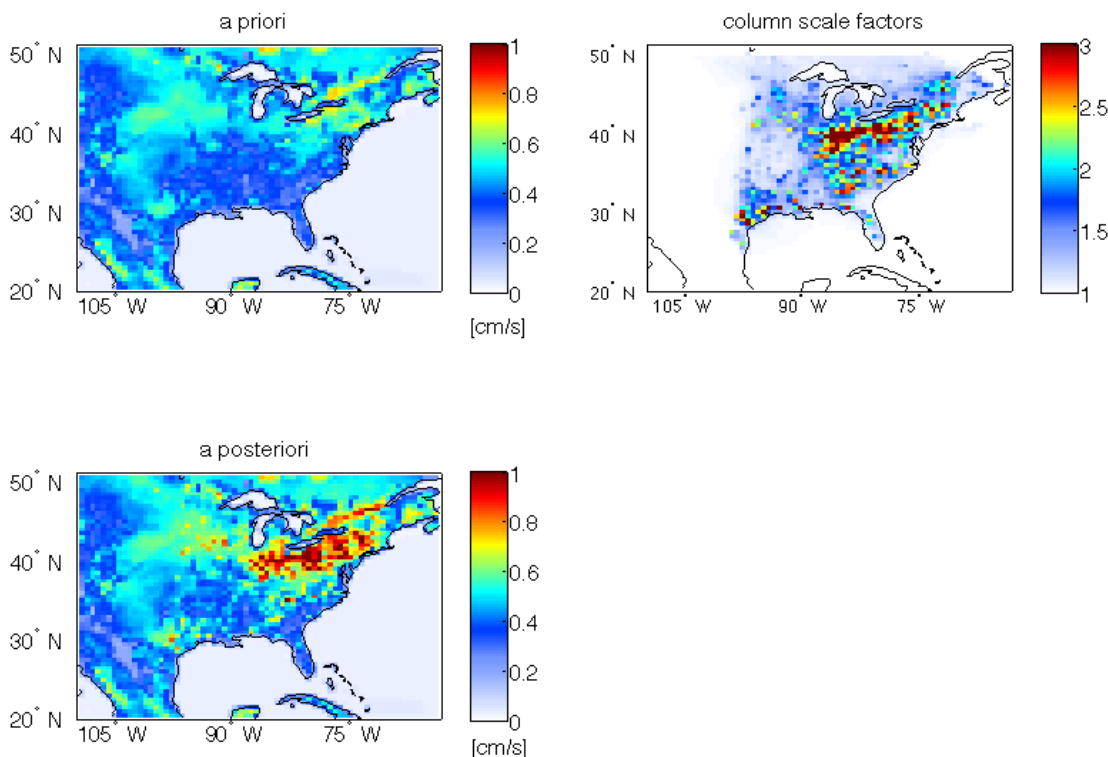 a priori
50° N
40° N
30° N
20° N
105° W
90° W
75° W
1
0.8
0.6
0.4
0.2
0
[cm/s]
column scale factors
50° N
40° N
30° N
20° N
105° W
90° W
75° W
3
2.5
2
1.5
1
a posteriori
50° N
40° N
30° N
20° N
105° W
90° W
75° W
1
0.8
0.6
0.4
0.2
0
[cm/s]